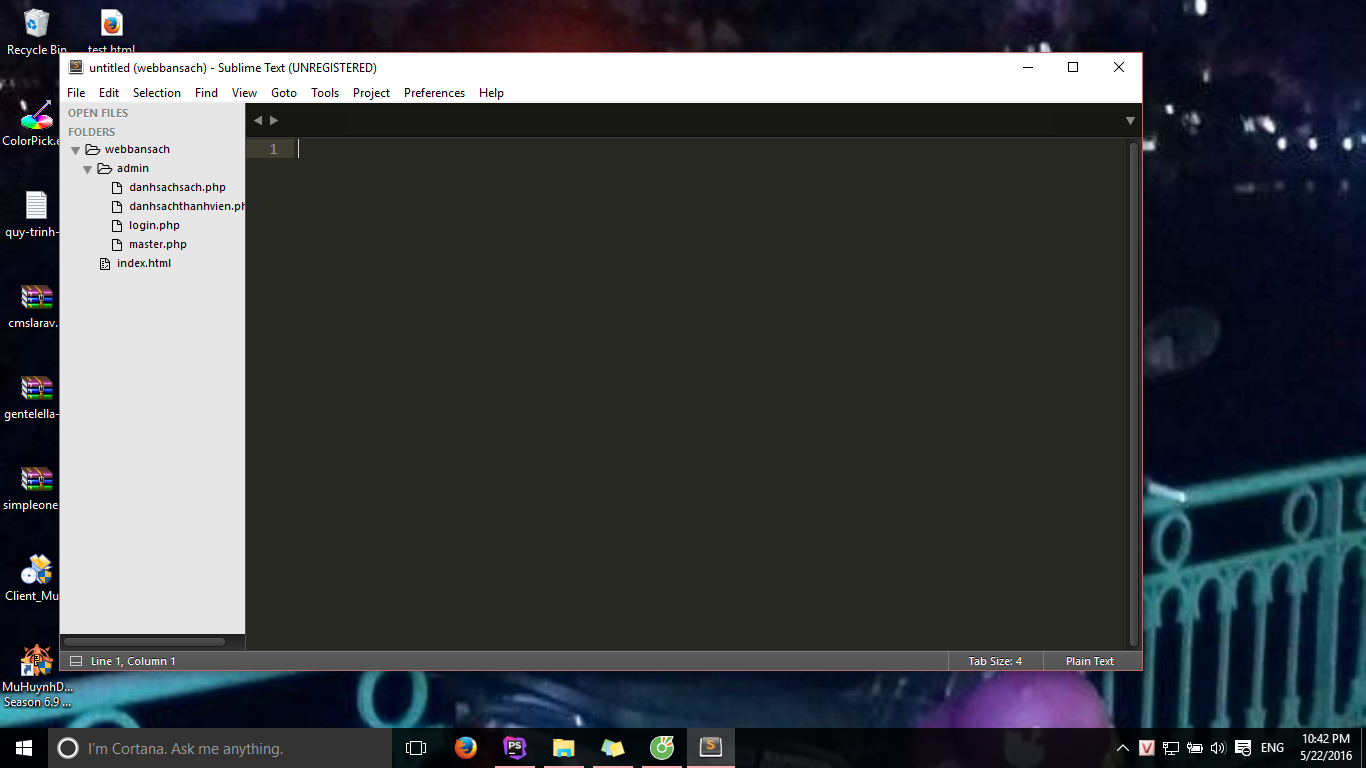 Recycle Bin
test.html
ColorPick.e
quy-trinh-
cmslarav.
gentelella-
simpleone
Client_Mu
MuHuynhD...
Season 6.9 ...
untitled (webbansach) - Sublime Text (UNREGISTERED)
File Edit Selection Find View Goto Tools Project Preferences Help
OPEN FILES
FOLDERS
webbansach
admin
danhsachsach.php
danhsachthanhvien.ph
login.php
master.php
index.html
1
Line 1, Column 1
Tab Size: 4
Plain Text
I'm Cortana. Ask me anything.
PS
S
V
ENG
10:42 PM
5/22/2016